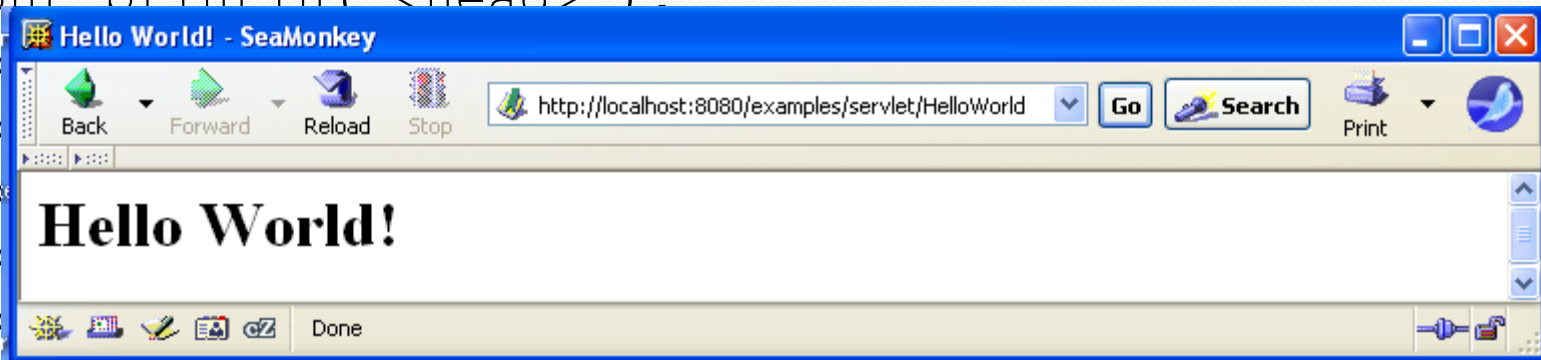 Hello World! - SeaMonkey
Back Forward Reload Stop http://localhost:8080/examples/servlet/HelloWorld Go Search Print
Hello World!
cZ Done